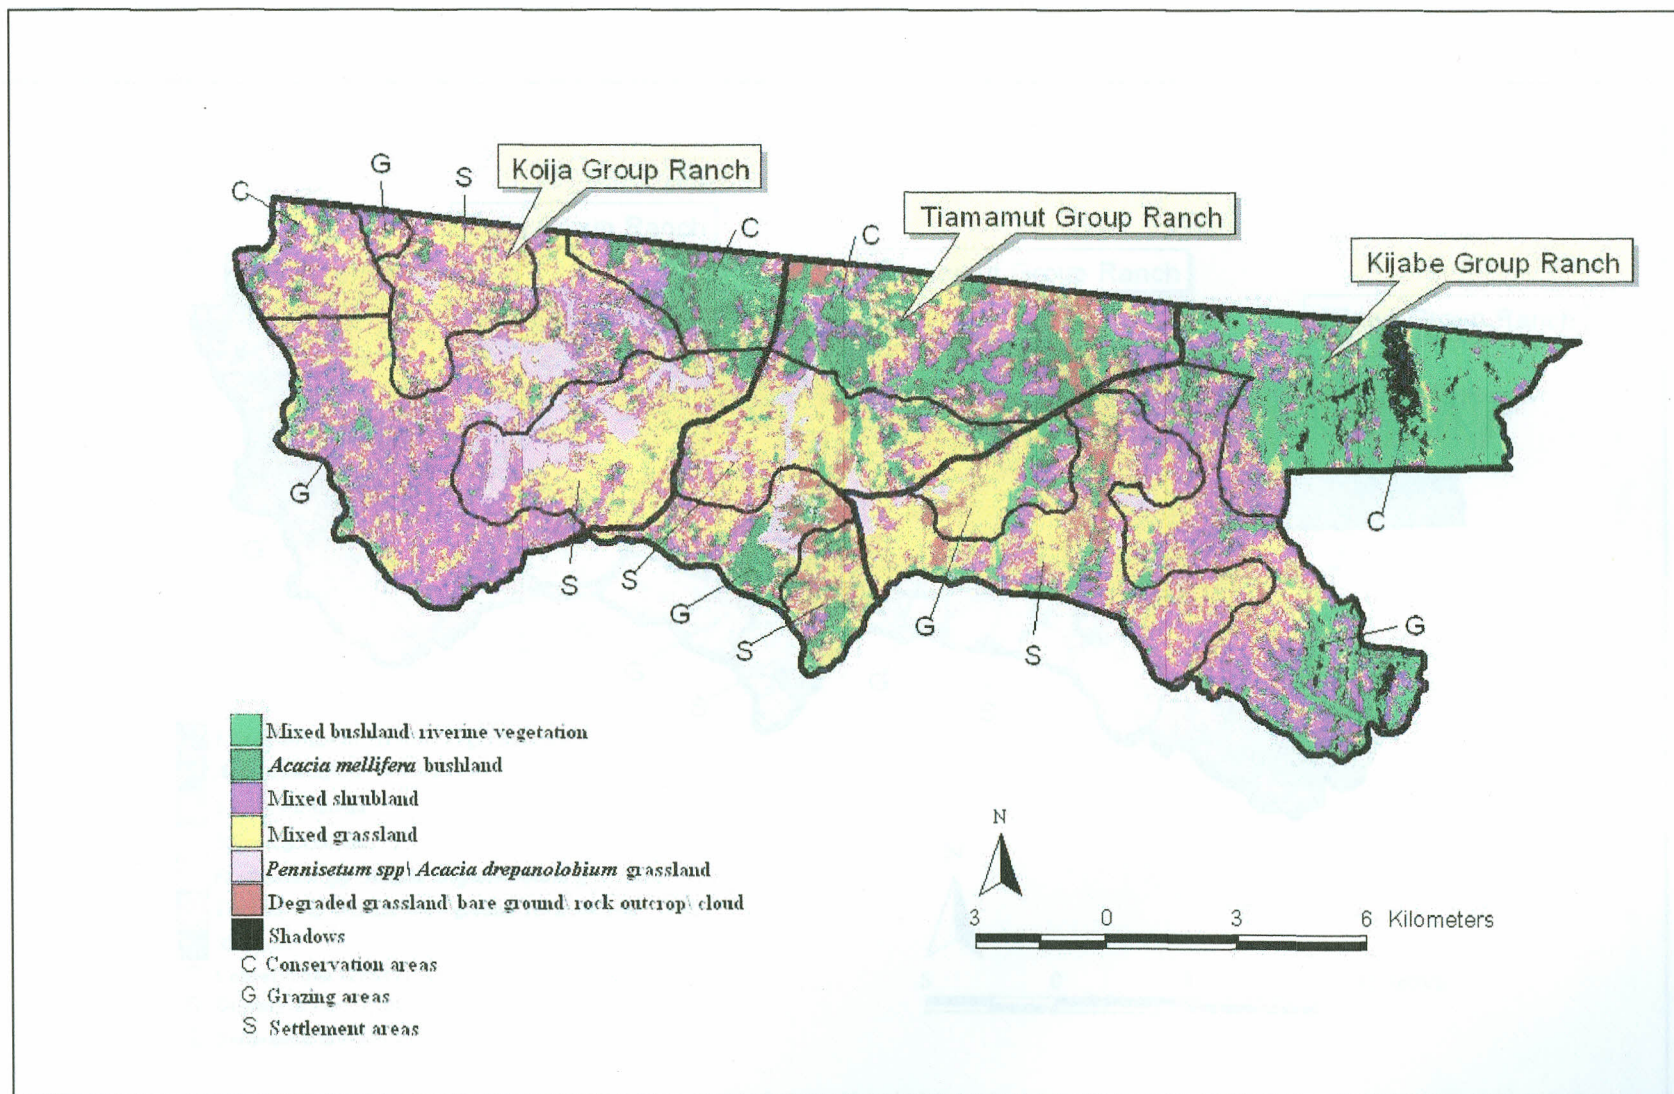 G
S
C
Koija Group Ranch
C
C
Tiamamut Group Ranch
Kijabe Group Ranch
G
S
S
G
S
G
S
C
G
Mixed bushland\ riverine vegetation
Acacia mellifera bushland
Mixed shrubland
Mixed grassland
Pennisetum spp\ Acacia drepanolobium grassland
Degraded grassland\ bare ground\ rock outcrop\ cloud
Shadows
C Conservation areas
G Grazing areas
S Settlement areas
N
3 0 3 6 Kilometers